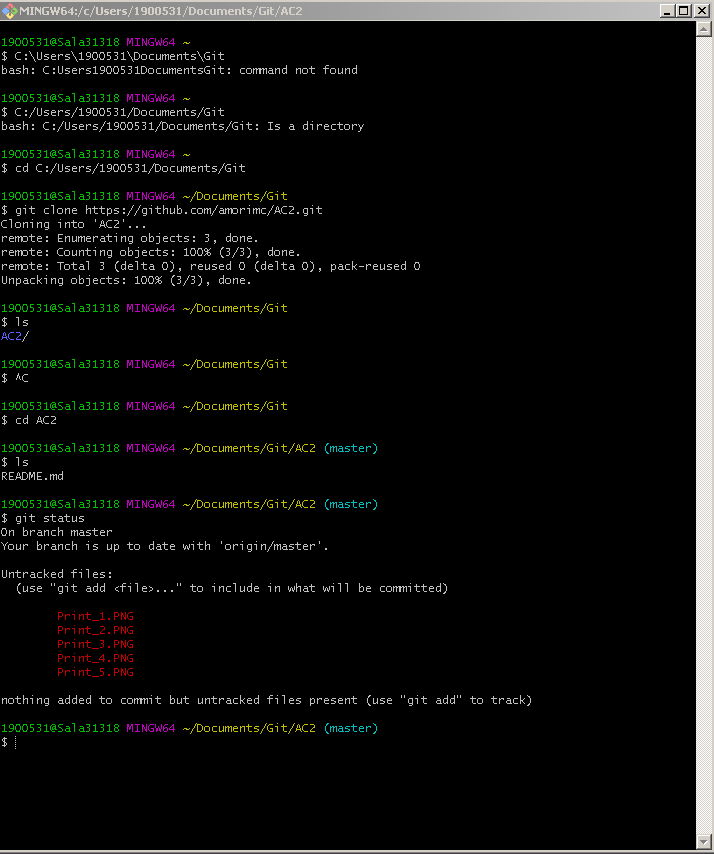 MINGW64:/c/Users/1900531/Documents/Git/AC2
1900531@Sala31318 MINGW64 ~
$ C:\Users\1900531\Documents\Git
bash: C:Users1900531DocumentsGit: command not found
1900531@Sala31318 MINGW64 ~
$ C:/Users/1900531/Documents/Git
bash: C:/Users/1900531/Documents/Git: Is a directory
1900531@Sala31318 MINGW64 ~
$ cd C:/Users/1900531/Documents/Git
1900531@Sala31318 MINGW64 ~/Documents/Git
$ git clone https://github.com/amorimc/AC2.git
Cloning into 'AC2'...
remote: Enumerating objects: 3, done.
remote: Counting objects: 100% (3/3), done.
remote: Total 3 (delta 0), reused 0 (delta 0), pack-reused 0
Unpacking objects: 100% (3/3), done.
1900531@Sala31318 MINGW64 ~/Documents/Git
$ ls
AC2/
1900531@Sala31318 MINGW64 ~/Documents/Git
$ ^C
1900531@Sala31318 MINGW64 ~/Documents/Git
$ cd AC2
1900531@Sala31318 MINGW64 ~/Documents/Git/AC2 (master)
$ ls
README.md
1900531@Sala31318 MINGW64 ~/Documents/Git/AC2 (master)
$ git status
On branch master
Your branch is up to date with 'origin/master'.
Untracked files:
(use "git add <file>..." to include in what will be committed)
Print_1.PNG
Print_2.PNG
Print_3.PNG
Print_4.PNG
Print_5.PNG
nothing added to commit but untracked files present (use "git add" to track)
1900531@Sala31318 MINGW64 ~/Documents/Git/AC2 (master)
$